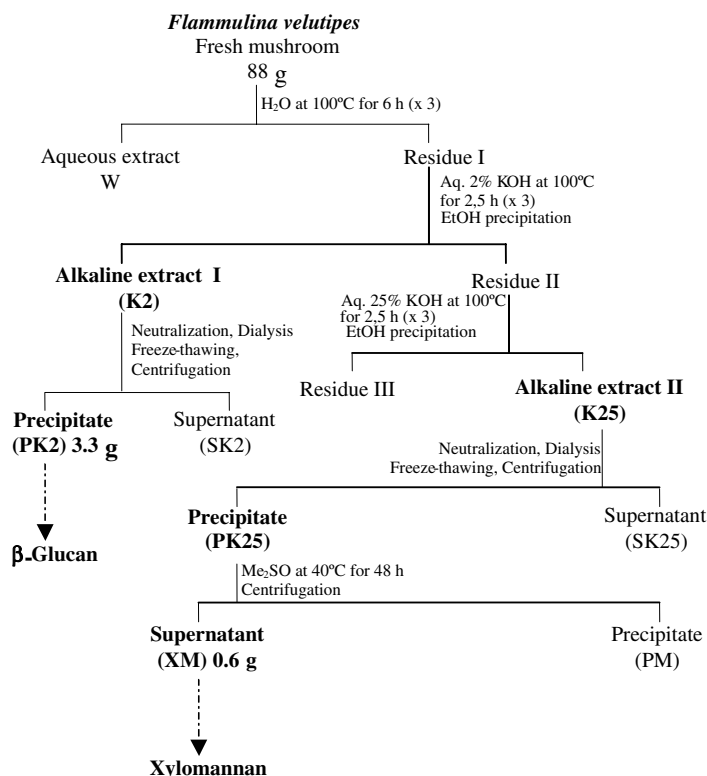 Flammulina velutipes
Fresh mushroom
88 g
H₂O at 100ºC for 6 h (x 3)
Aqueous extract
W
Residue I
Aq. 2% KOH at 100ºC
for 2,5 h (x 3)
EtOH precipitation
Alkaline extract I
(K2)
Residue II
Aq. 25% KOH at 100ºC
for 2,5 h (x 3)
EtOH precipitation
Neutralization, Dialysis
Freeze-thawing,
Centrifugation
Residue III
Alkaline extract II
(K25)
Precipitate
(PK2) 3.3 g
Supernatant
(SK2)
Neutralization, Dialysis
Freeze-thawing, Centrifugation
β-Glucan
Precipitate
(PK25)
Supernatant
(SK25)
Me₂SO at 40ºC for 48 h
Centrifugation
Supernatant
(XM) 0.6 g
Precipitate
(PM)
Xylomannan